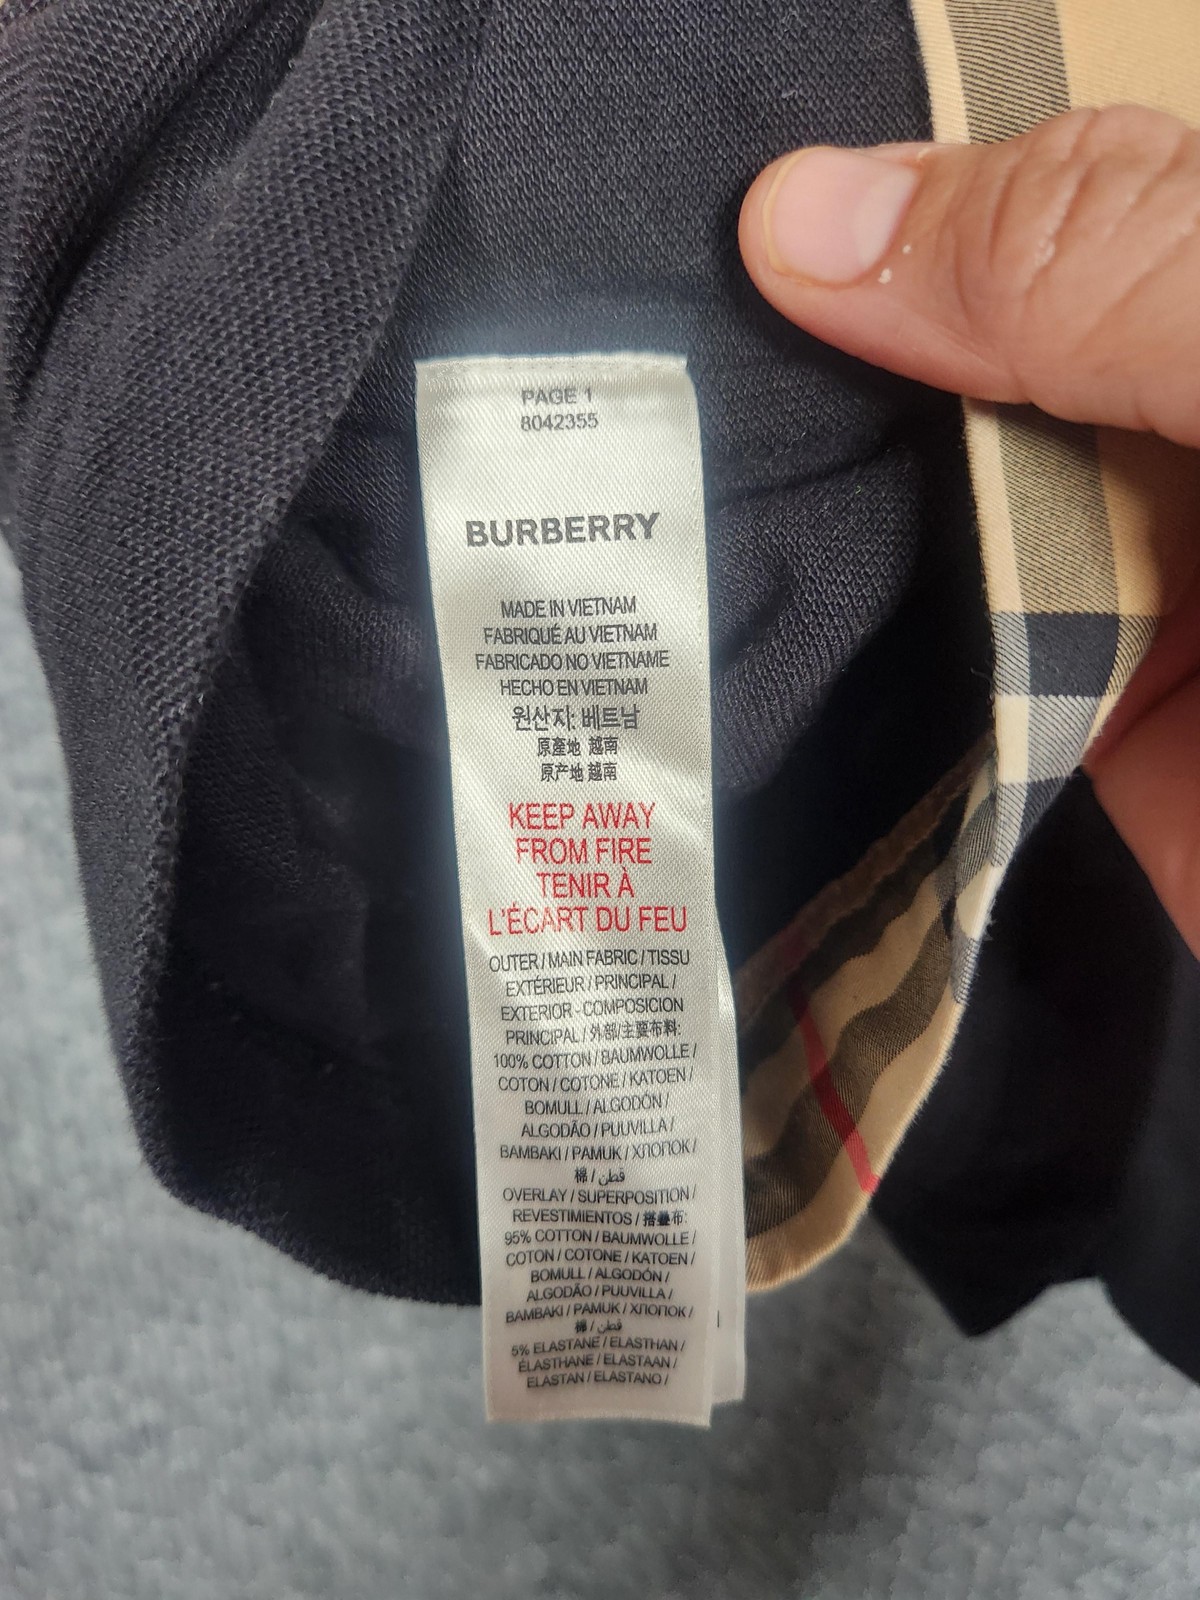 PAGE 1
8042355
BURBERRY
MADE IN VIETNAM
FABRIQUÉ AU VIETNAM
FABRICADO NO VIETNAME
HECHO EN VIETNAM
원산지: 베트남
原產地 越南
原产地 越南
KEEP AWAY
FROM FIRE
TENIR À
L'ÉCART DU FEU
OUTER / MAIN FABRIC / TISSU
EXTÉRIEUR / PRINCIPAL /
EXTERIOR - COMPOSICION
PRINCIPAL / 外部/主要布料:
100% COTTON / BAUMWOLLE /
COTON / COTONE / KATOEN /
BOMULL / ALGODÓN /
ALGODÃO / PUUVILLA /
BAMBAKI / PAMUK / ХЛОПОК /
棉 / قطن
OVERLAY / SUPERPOSITION /
REVESTIMIENTOS / 搭疊布:
95% COTTON / BAUMWOLLE /
COTON / COTONE / KATOEN /
BOMULL / ALGODÓN /
ALGODÃO / PUUVILLA /
BAMBAKI / PAMUK / ХЛОПОК /
棉 / قطن
5% ELASTANE / ELASTHAN /
ÉLASTHANE / ELASTAAN /
ELASTAN / ELASTANO /